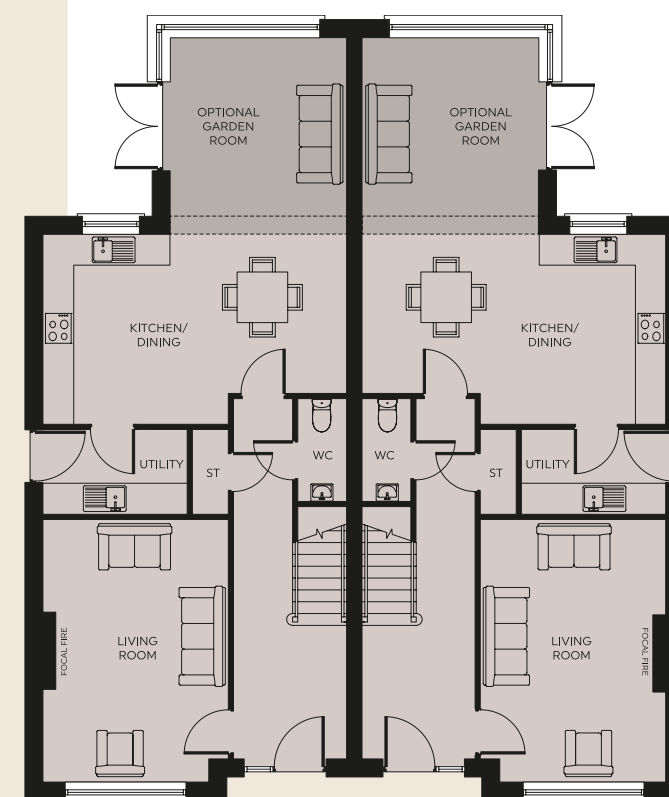 OPTIONAL
GARDEN
ROOM
OPTIONAL
GARDEN
ROOM
KITCHEN/
DINING
KITCHEN/
DINING
UTILITY
ST
WC
WC
ST
UTILITY
FOCAL FIRE
LIVING
ROOM
LIVING
ROOM
FOCAL FIRE